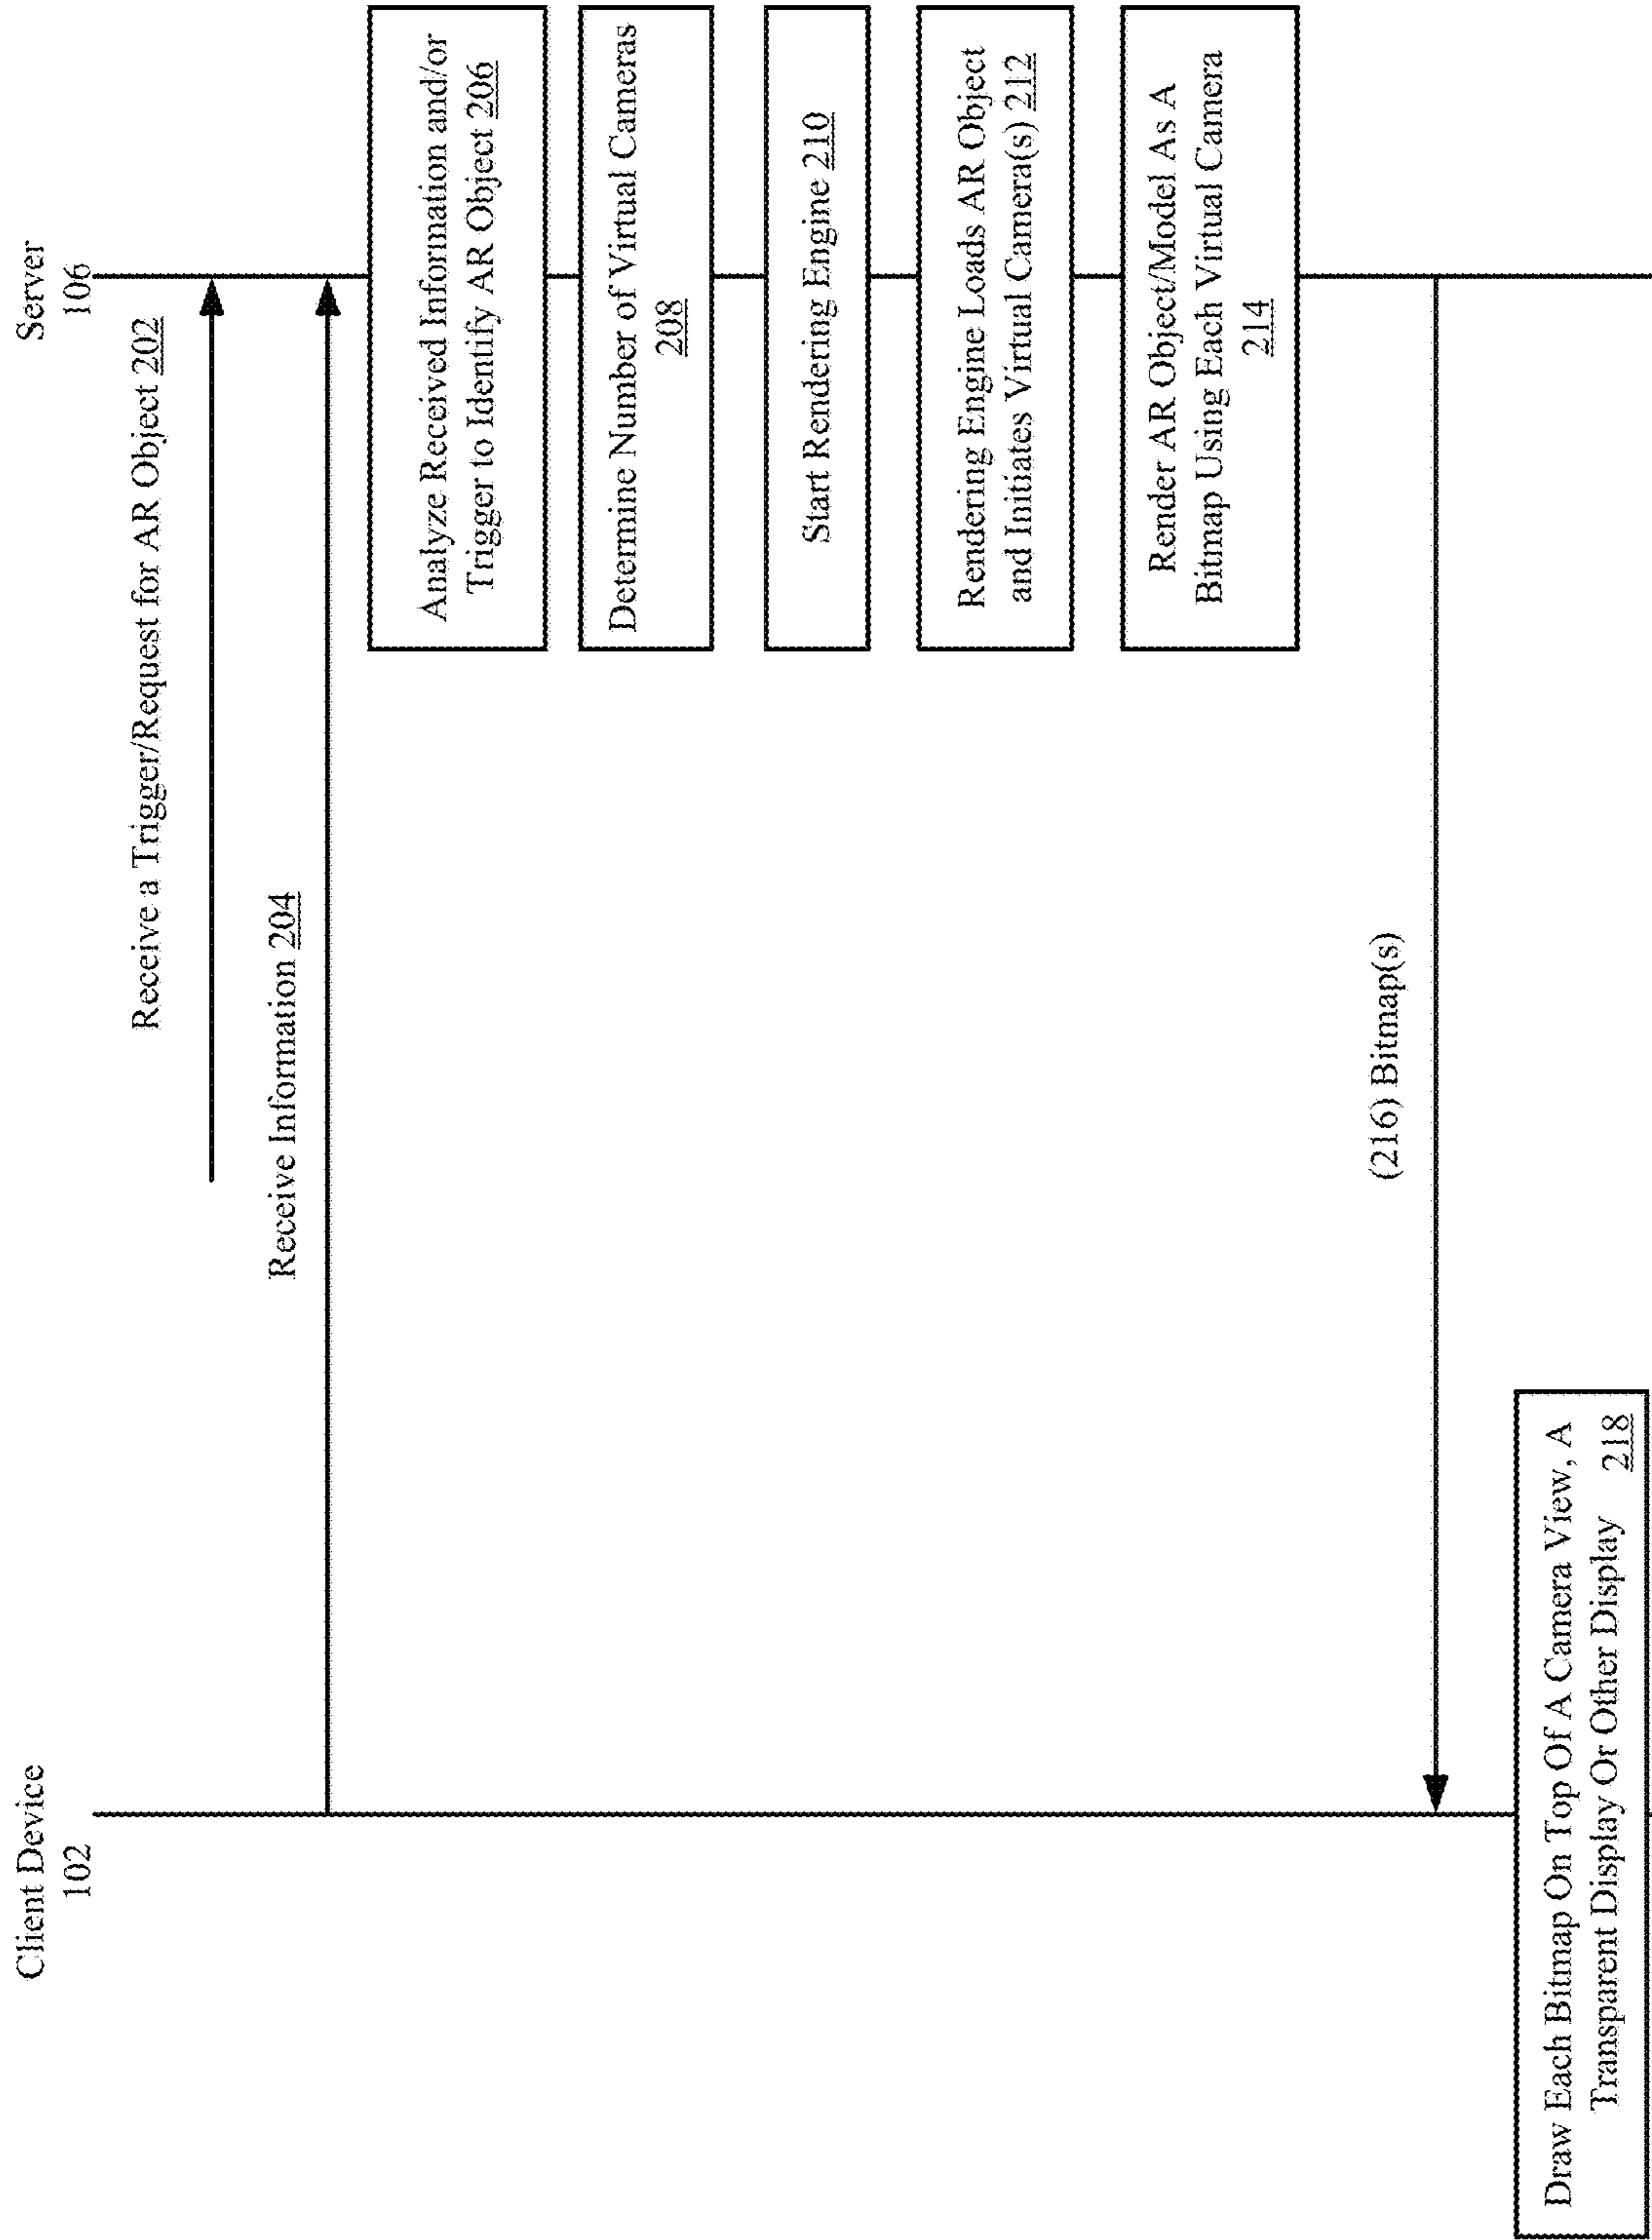 Client Device
102
Server
106
Receive a Trigger/Request for AR Object 202
Receive Information 204
Analyze Received Information and/or
Trigger to Identify AR Object 206
Determine Number of Virtual Cameras
208
Start Rendering Engine 210
Rendering Engine Loads AR Object
and Initiates Virtual Camera(s) 212
Render AR Object/Model As A
Bitmap Using Each Virtual Camera
214
(216) Bitmap(s)
Draw Each Bitmap On Top Of A Camera View, A
Transparent Display Or Other Display 218